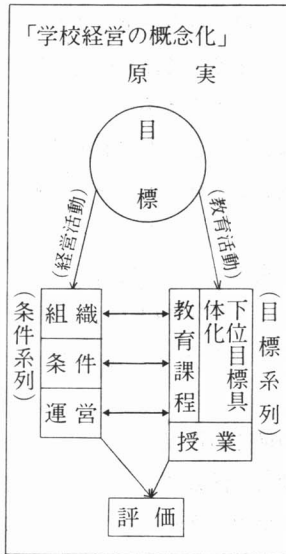 「学校経営の概念化」
原 実
目
標
(経営活動)
(教育活動)
(条件系列)
組織
条件
運営
教育課程
下位目標具
体化
授業
(目標系列)
評価